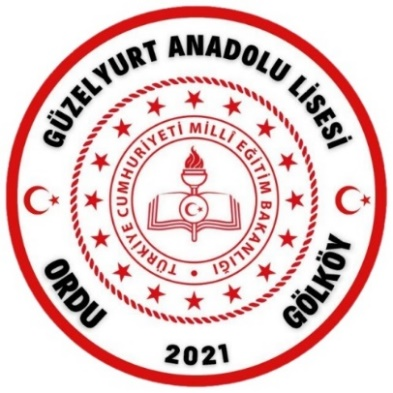 GÜZELYURT ANADOLU LİSESİ
TÜRKİYE CUMHURİYETİ MİLLÎ EĞİTİM BAKANLIĞI
ORDU
GÖLKÖY
2021